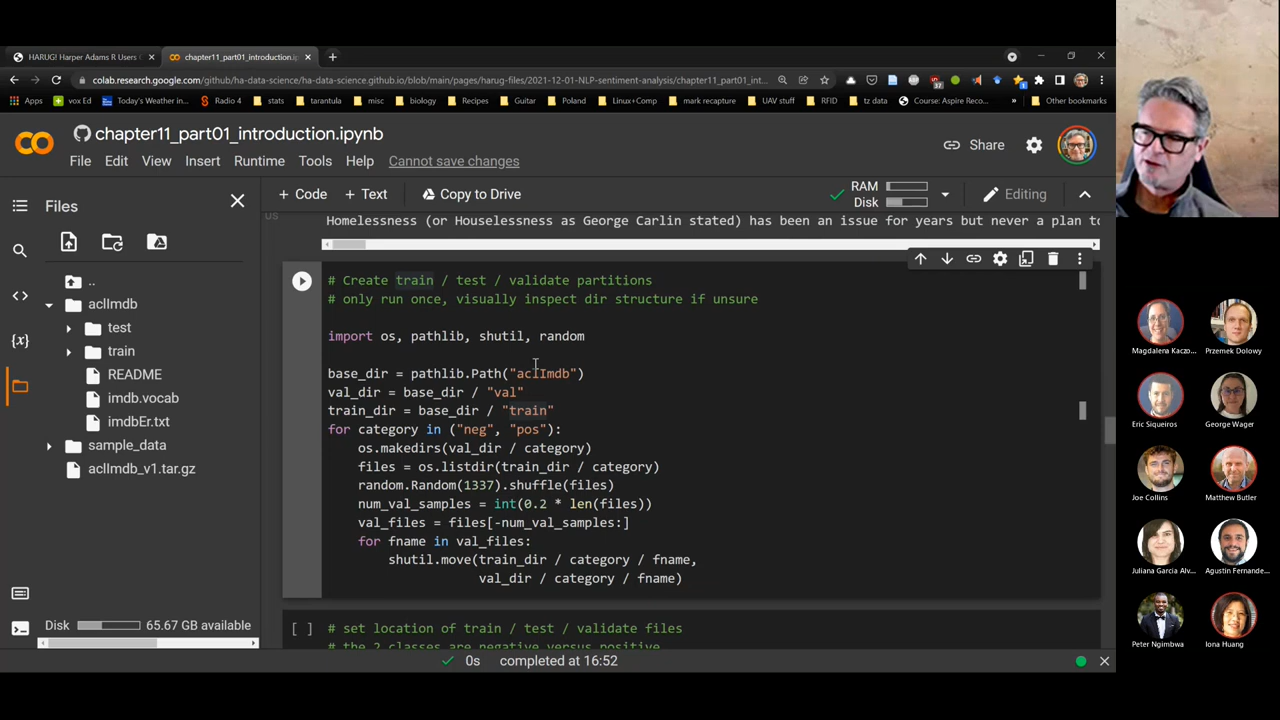 HARUG! Harper Adams R Users
chapter11_part01_introduction.ip
colab.research.google.com/github/ha-data-science/ha-data-science.github.io/blob/main/pages/harug-files/2021-12-01-NLP-sentiment-analysis/chapter11_part01_int...
Apps
vox Ed
Today's Weather in...
Radio 4
stats
tarantula
misc
biology
Recipes
Guitar
Poland
Linux+Comp
mark recapture
UAV stuff
RFID
tz data
Course: Aspire Reco...
Other bookmarks
chapter11_part01_introduction.ipynb
File Edit View Insert Runtime Tools Help Cannot save changes
Share
+ Code + Text Copy to Drive
RAM
Disk
Editing
Files
..
aclImdb
test
train
README
imdb.vocab
imdbEr.txt
sample_data
aclImdb_v1.tar.gz
Disk 65.67 GB available
US
Homelessness (or Houselessness as George Carlin stated) has been an issue for years but never a plan to
# Create train / test / validate partitions
# only run once, visually inspect dir structure if unsure
import os, pathlib, shutil, random
base_dir = pathlib.Path("aclImdb")
val_dir = base_dir / "val"
train_dir = base_dir / "train"
for category in ("neg", "pos"):
os.makedirs(val_dir / category)
files = os.listdir(train_dir / category)
random.Random(1337).shuffle(files)
num_val_samples = int(0.2 * len(files))
val_files = files[-num_val_samples:]
for fname in val_files:
shutil.move(train_dir / category / fname,
val_dir / category / fname)
[ ] # set location of train / test / validate files
# the 2 classes are negative versus positive
0s completed at 16:52
Magdalena Kaczo...
Przemek Dolowy
Eric Siqueiros
George Wager
Joe Collins
Matthew Butler
Juliana Garcia Alv...
Agustin Fernande...
Peter Ngimbwa
Iona Huang